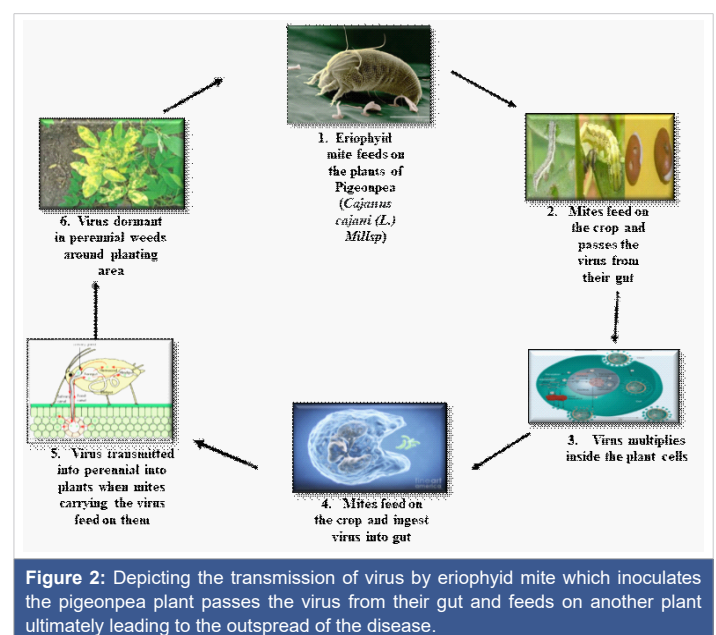 1. Eriophyid
mite feeds on
the plants of
Pigeonpea
(Cajanus
cajani (L.)
Millsp)
2. Mites feed on
the crop and
passes the
virus from
their gut
3. Virus multiplies
inside the plant cells
4. Mites feed on
the crop and ingest
virus into gut
5. Virus transmitted
into perennial into
plants when mites
carrying the virus
feed on them
6. Virus dormant
in perennial weeds
around planting
area
Figure 2: Depicting the transmission of virus by eriophyid mite which inoculates
the pigeonpea plant passes the virus from their gut and feeds on another plant
ultimately leading to the outspread of the disease.